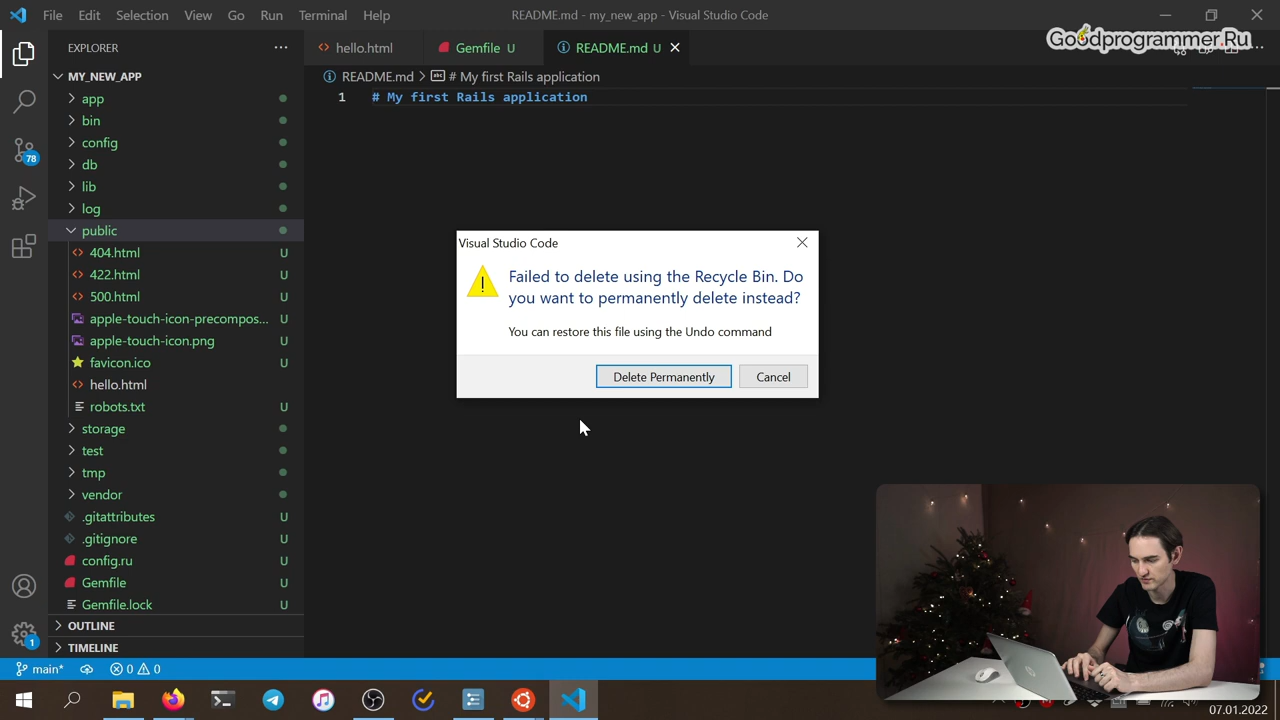 File Edit Selection View Go Run Terminal Help
README.md - my_new_app - Visual Studio Code
Goodprogrammer.Ru
EXPLORER
hello.html
Gemfile U
README.md U
MY_NEW_APP
README.md > # My first Rails application
1 # My first Rails application
app
bin
config
db
lib
log
public
404.html U
422.html U
500.html U
apple-touch-icon-precompos... U
apple-touch-icon.png U
favicon.ico U
hello.html
robots.txt U
storage
test
tmp
vendor
.gitattributes U
.gitignore U
config.ru U
Gemfile U
Gemfile.lock U
OUTLINE
TIMELINE
78
1
Visual Studio Code
Failed to delete using the Recycle Bin. Do
you want to permanently delete instead?
You can restore this file using the Undo command
Delete Permanently
Cancel
main* 0 0
07.01.2022